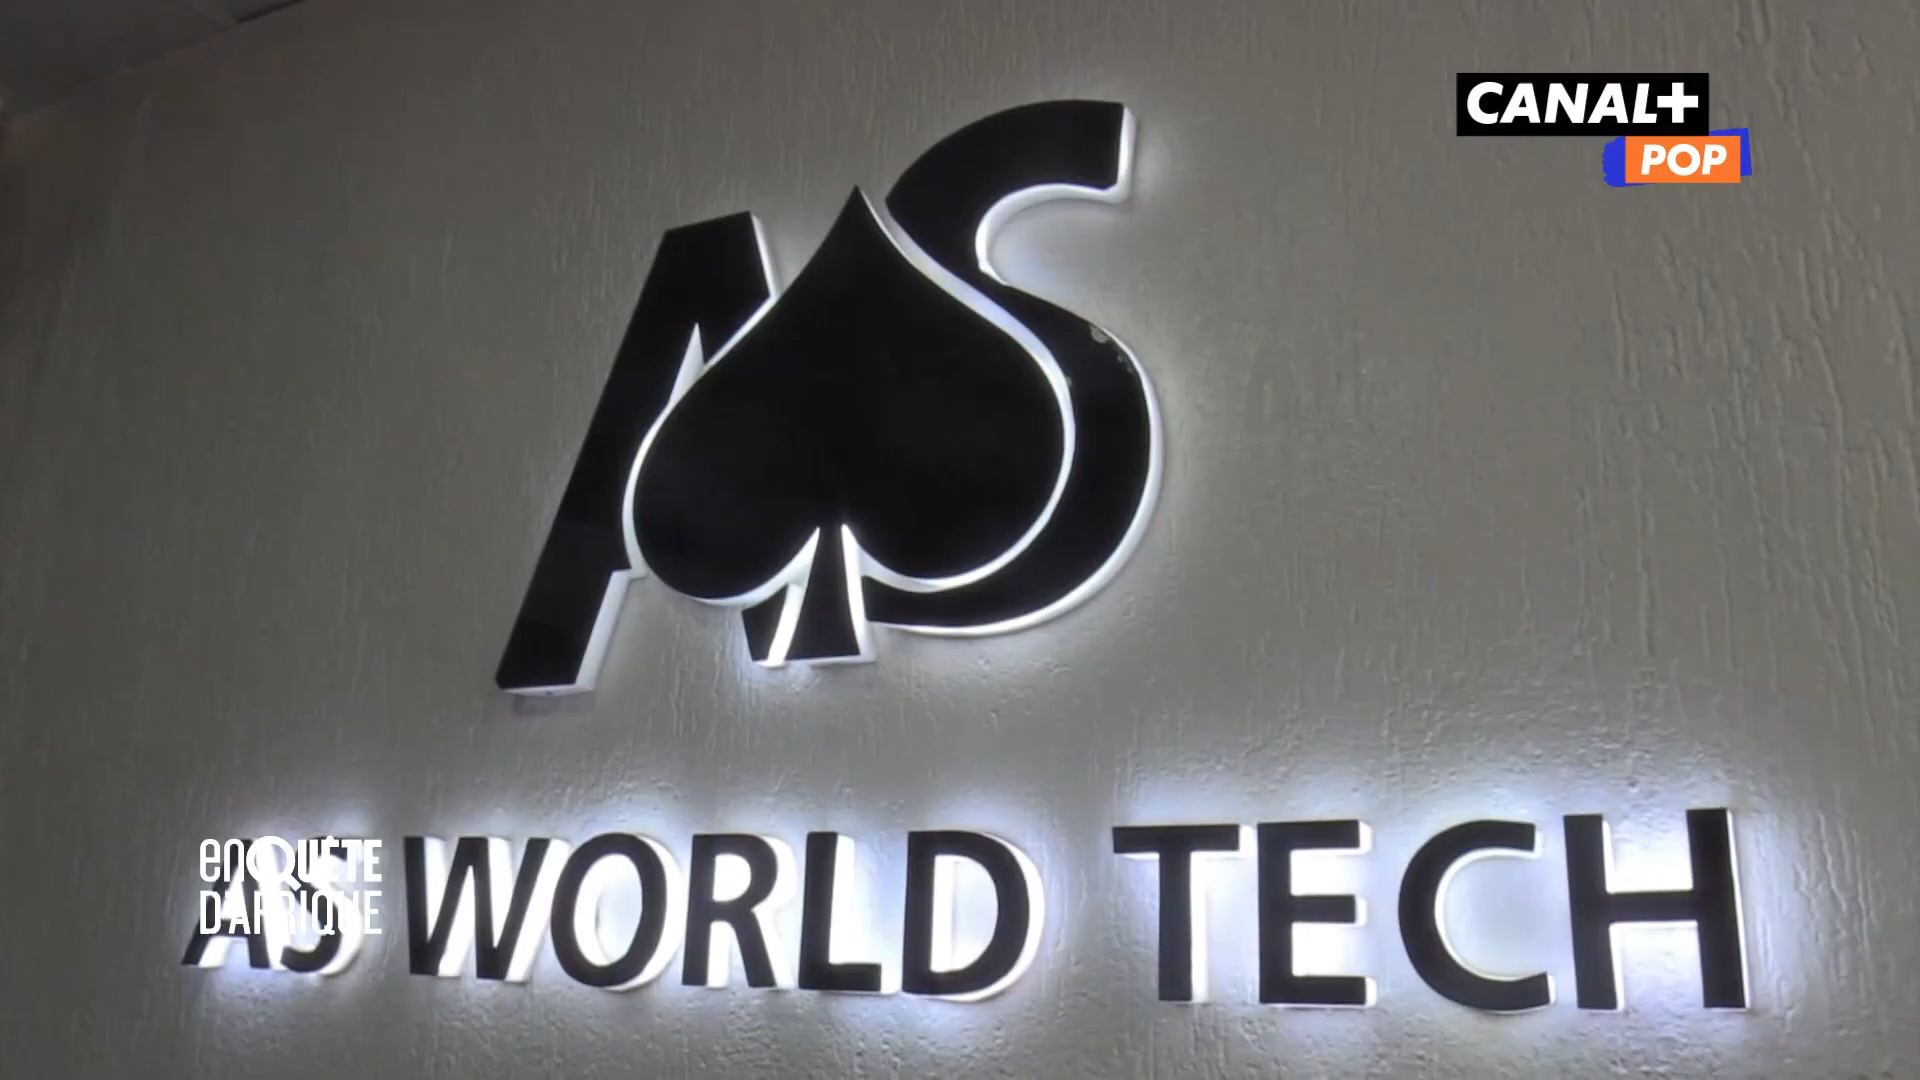 CANAL+
POP
AS
AS WORLD TECH
enQUÊTE
D'AFRIQUE